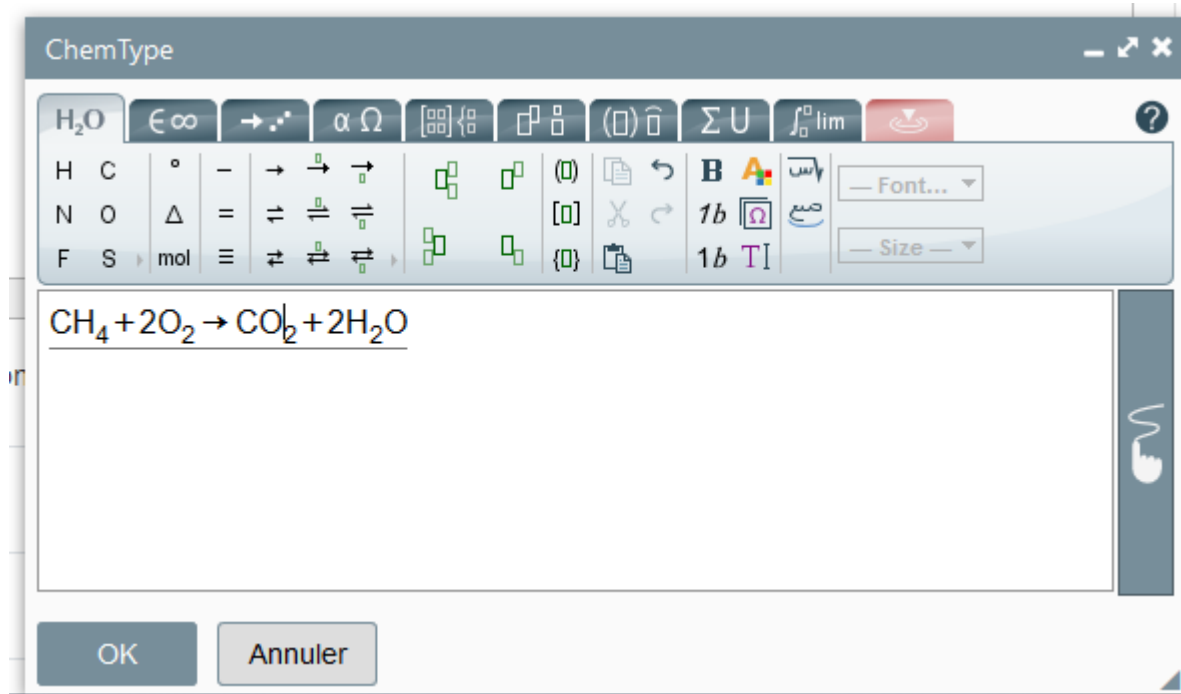 ChemType
H₂O ∈∞ →⋰ αΩ ΣU ∫lim ?
H C ° − → → →
N O Δ = ⇌ ⇌ ⇌
F S mol ≡ ⇄ ⇄ ⇄
(▯) [▯] {▯}
B A
1b Ω
1b T
— Font...
— Size —
CH₄+2O₂→CO₂+2H₂O
OK
Annuler